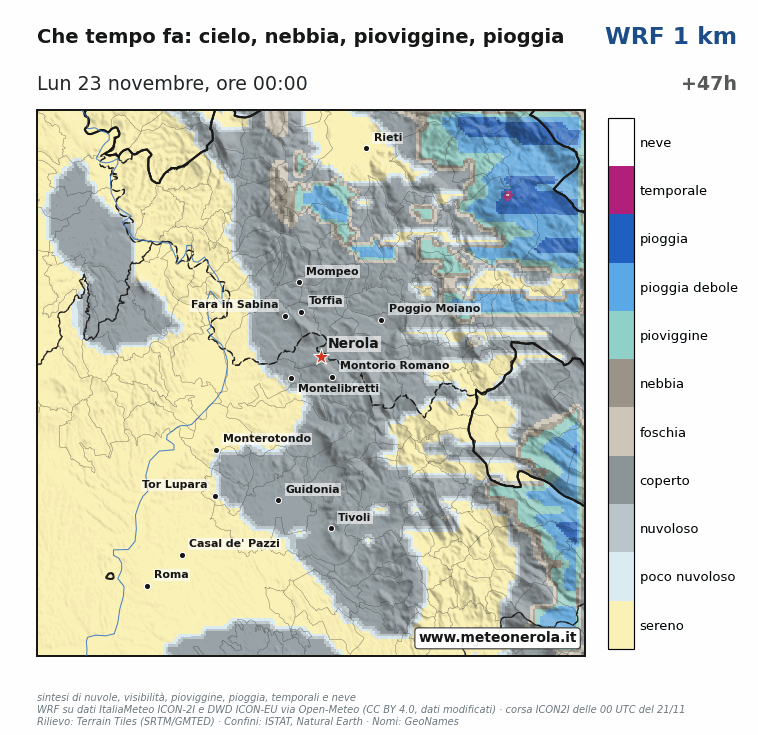 Che tempo fa: cielo, nebbia, pioviggine, pioggia
WRF 1 km
Lun 23 novembre, ore 00:00
+47h
Rieti
Mompeo
Fara in Sabina
Toffia
Poggio Moiano
Nerola
Montorio Romano
Montelibretti
Monterotondo
Tor Lupara
Guidonia
Tivoli
Casal de' Pazzi
Roma
www.meteonerola.it
neve
temporale
pioggia
pioggia debole
pioviggine
nebbia
foschia
coperto
nuvoloso
poco nuvoloso
sereno
sintesi di nuvole, visibilità, pioviggine, pioggia, temporali e neve
WRF su dati ItaliaMeteo ICON-2I e DWD ICON-EU via Open-Meteo (CC BY 4.0, dati modificati) · corsa ICON2I delle 00 UTC del 21/11
Rilievo: Terrain Tiles (SRTM/GMTED) · Confini: ISTAT, Natural Earth · Nomi: GeoNames